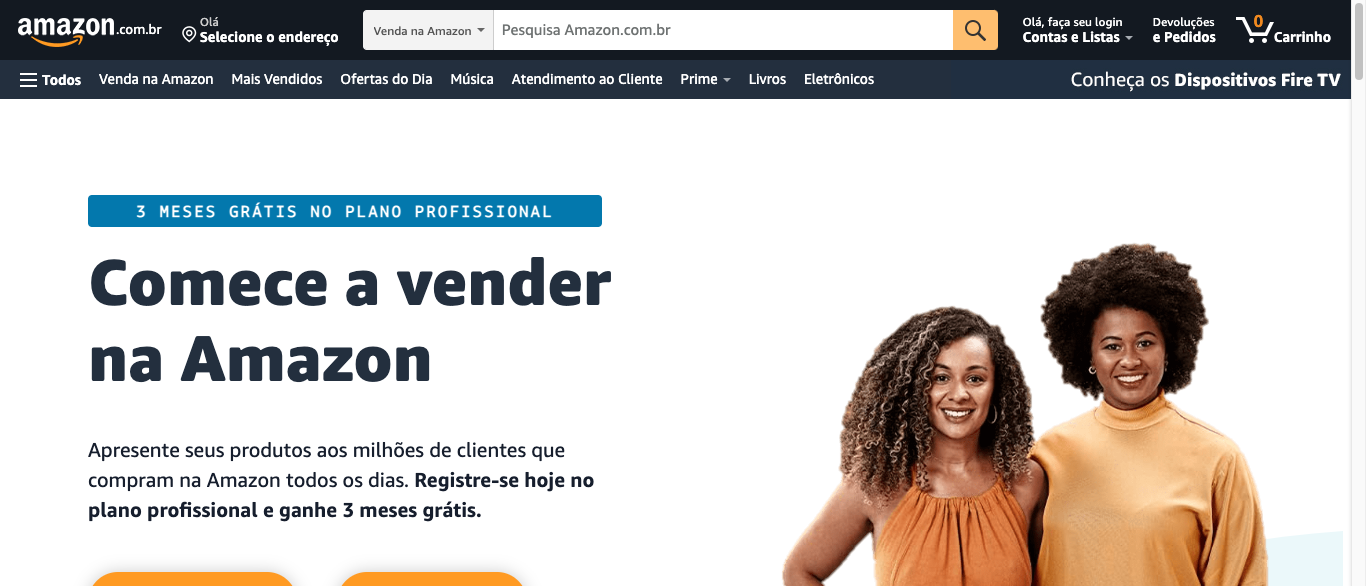 amazon.com.br
Olá
Selecione o endereço
Venda na Amazon
Pesquisa Amazon.com.br
Olá, faça seu login
Contas e Listas
Devoluções
e Pedidos
0
Carrinho
Todos
Venda na Amazon
Mais Vendidos
Ofertas do Dia
Música
Atendimento ao Cliente
Prime
Livros
Eletrônicos
Conheça os Dispositivos Fire TV
3 MESES GRÁTIS NO PLANO PROFISSIONAL
Comece a vender
na Amazon
Apresente seus produtos aos milhões de clientes que
compram na Amazon todos os dias. Registre-se hoje no
plano profissional e ganhe 3 meses grátis.